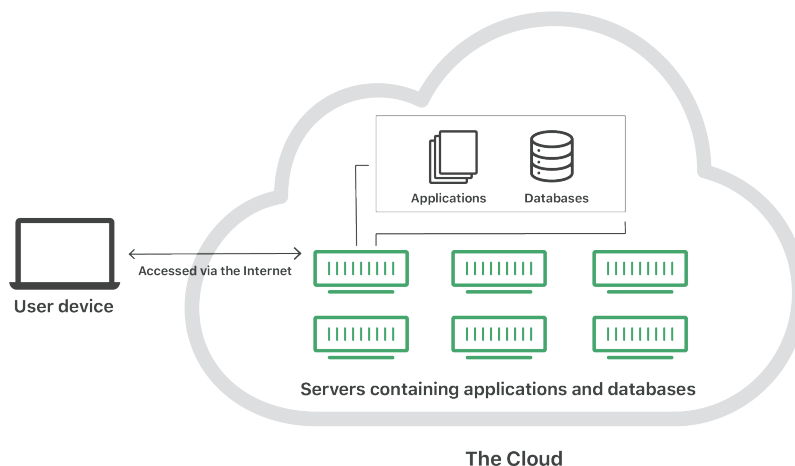 Applications
Databases
Accessed via the Internet
User device
Servers containing applications and databases
The Cloud